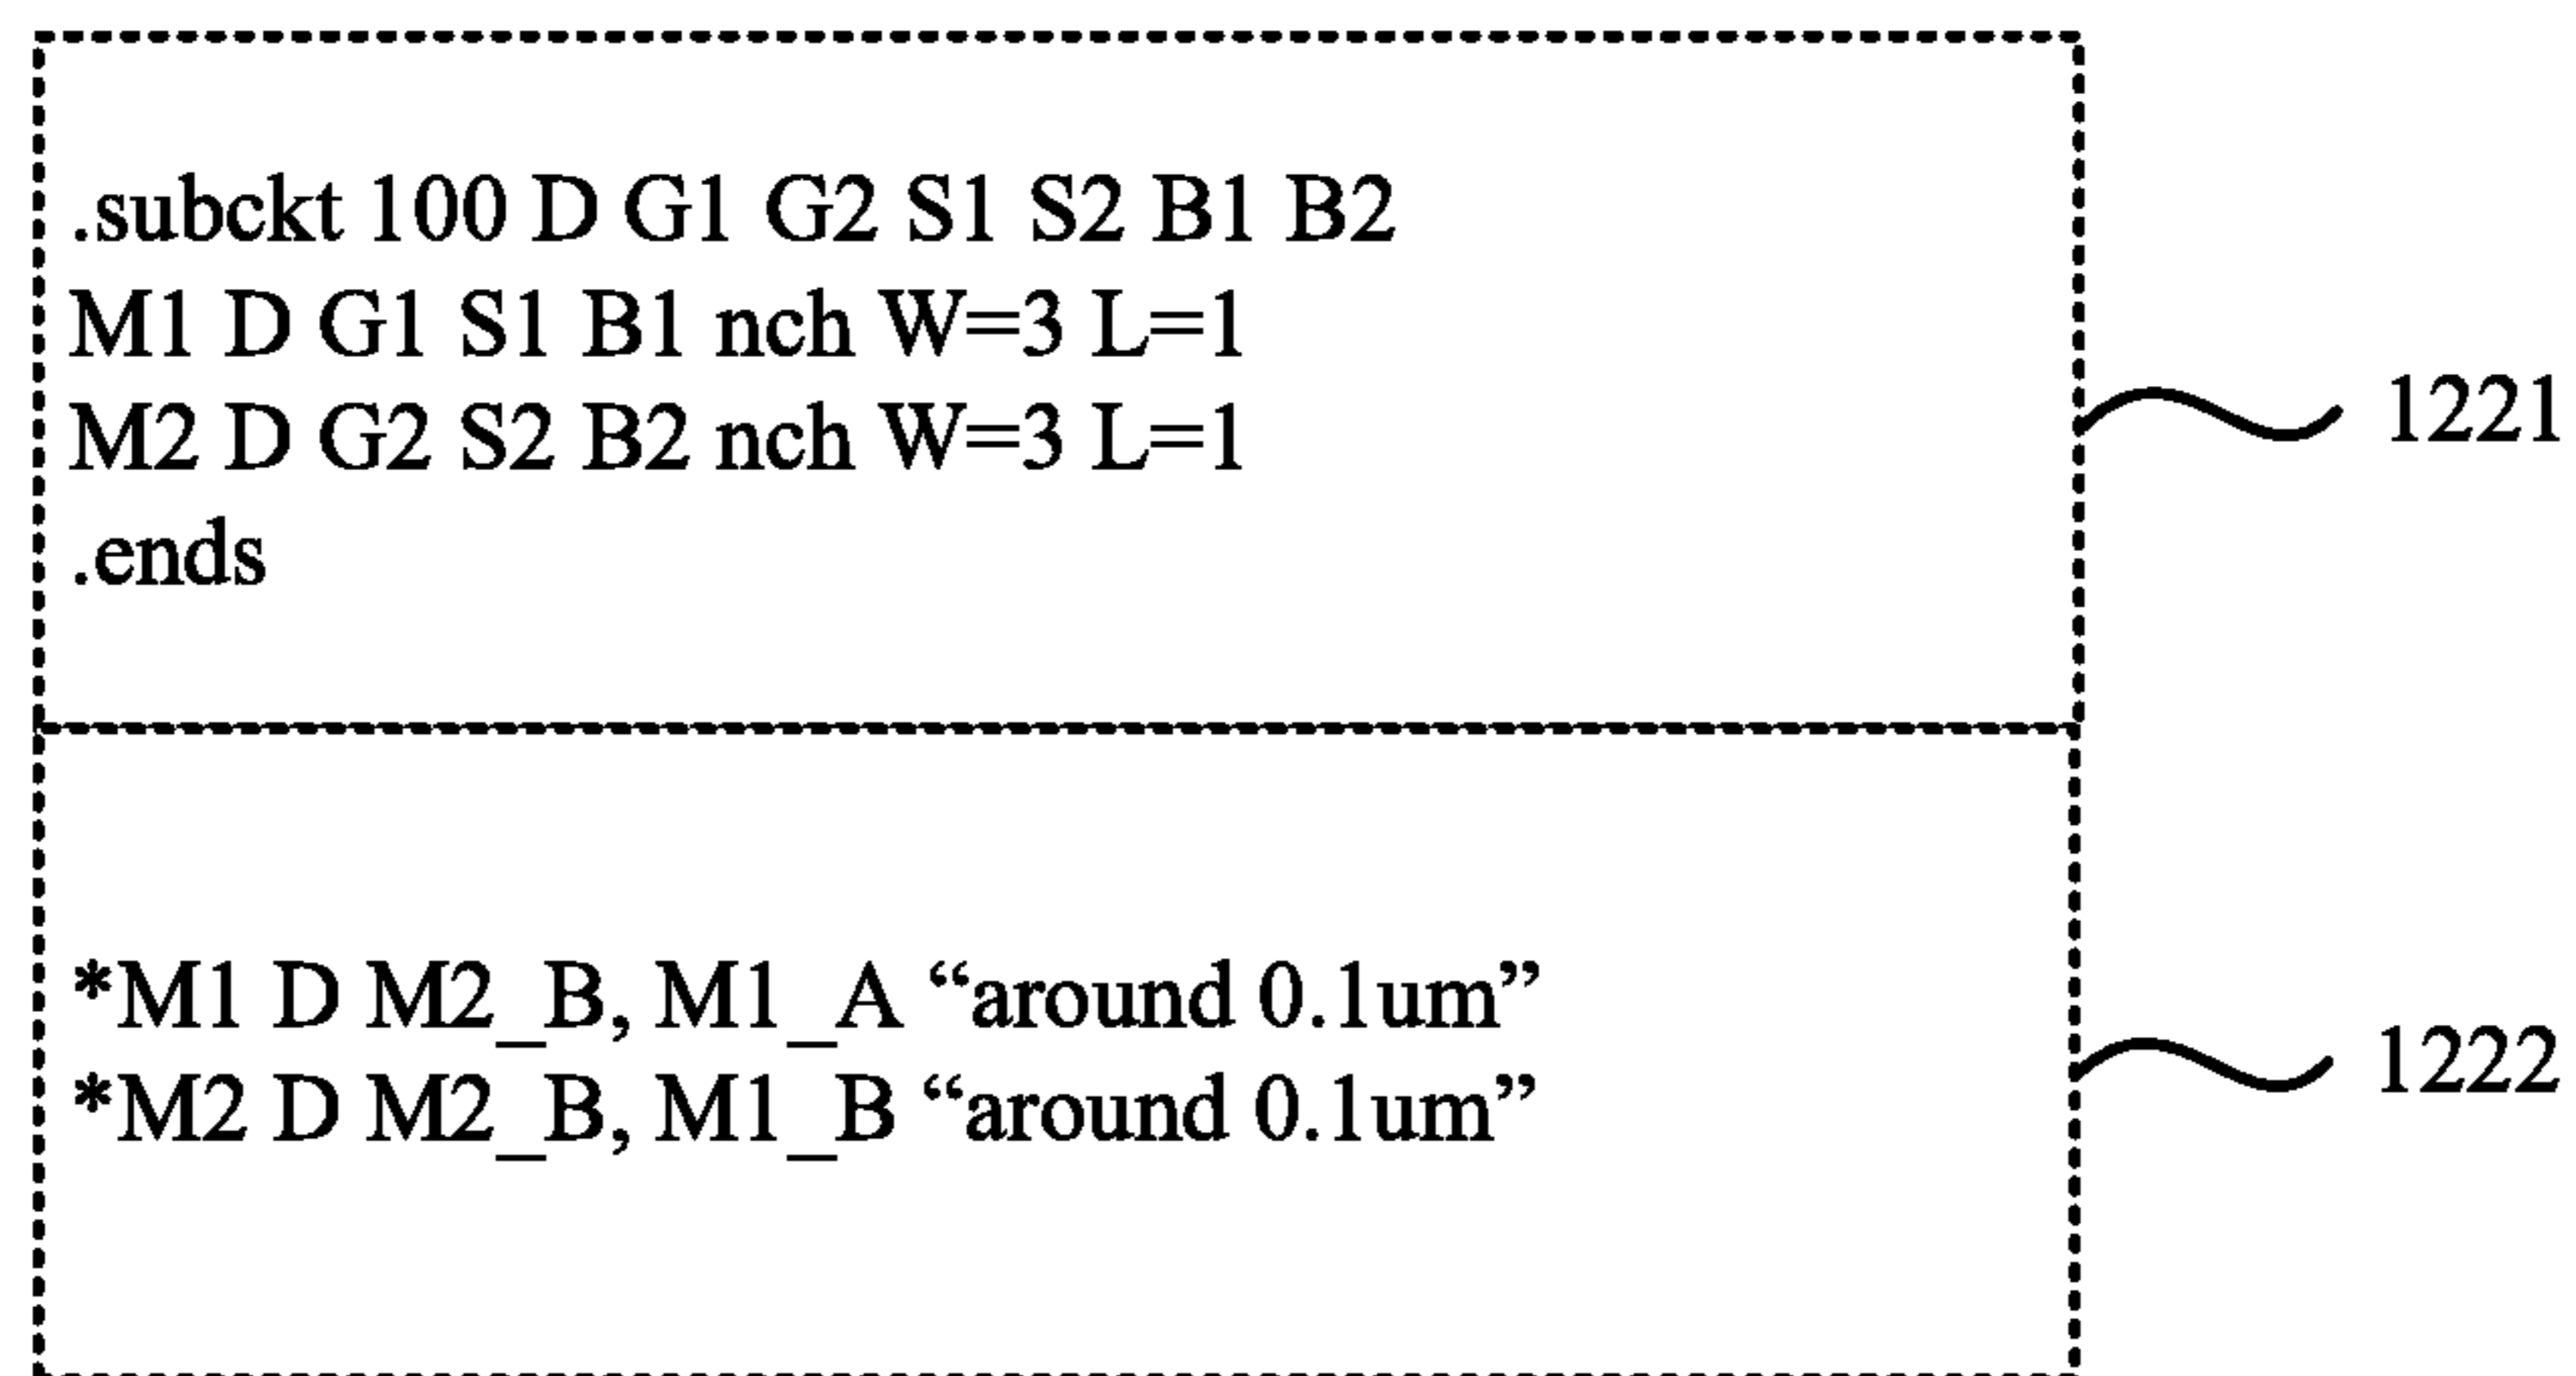 .subckt 100 D G1 G2 S1 S2 B1 B2
M1 D G1 S1 B1 nch W=3 L=1
M2 D G2 S2 B2 nch W=3 L=1
.ends
1221
*M1 D M2_B, M1_A “around 0.1um”
*M2 D M2_B, M1_B “around 0.1um”
1222